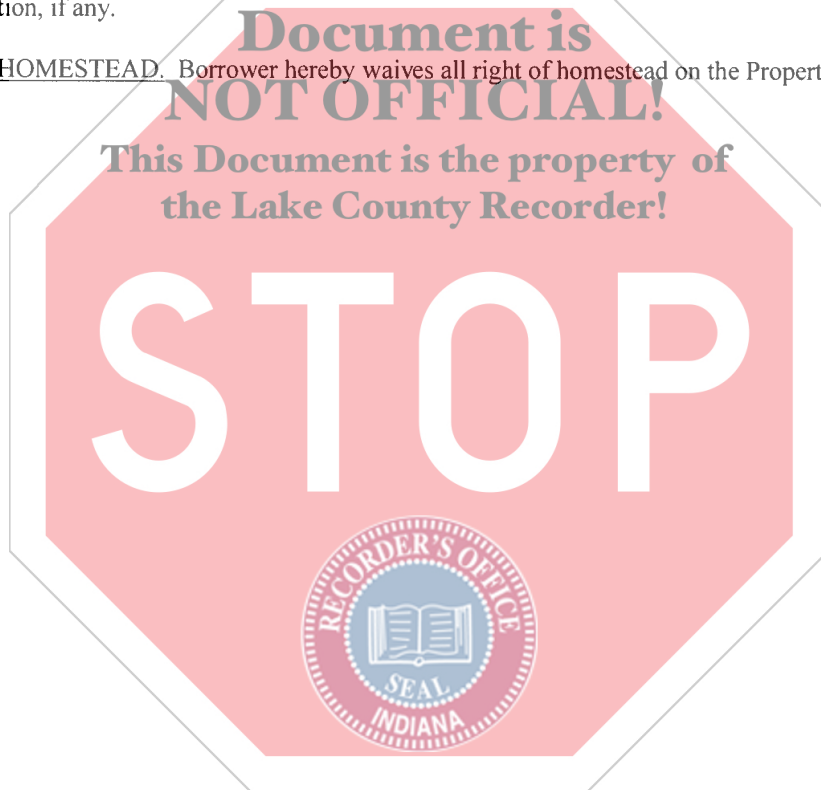 tion, if any.
Document is
HOMESTEAD. Borrower hereby waives all right of homestead on the Propert
NOT OFFICIAL!
This Document is the property of
the Lake County Recorder!
STOP
RECORDER'S OFFICE
SEAL
INDIANA